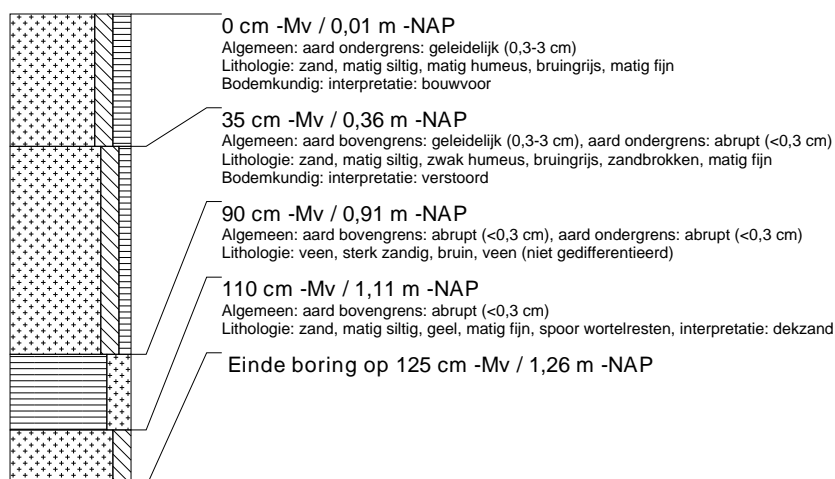 0 cm -Mv / 0,01 m -NAP
Algemeen: aard ondergrens: geleidelijk (0,3-3 cm)
Lithologie: zand, matig siltig, matig humeus, bruingrijs, matig fijn
Bodemkundig: interpretatie: bouwvoor
35 cm -Mv / 0,36 m -NAP
Algemeen: aard bovengrens: geleidelijk (0,3-3 cm), aard ondergrens: abrupt (<0,3 cm)
Lithologie: zand, matig siltig, zwak humeus, bruingrijs, zandbrokken, matig fijn
Bodemkundig: interpretatie: verstoord
90 cm -Mv / 0,91 m -NAP
Algemeen: aard bovengrens: abrupt (<0,3 cm), aard ondergrens: abrupt (<0,3 cm)
Lithologie: veen, sterk zandig, bruin, veen (niet gedifferentieerd)
110 cm -Mv / 1,11 m -NAP
Algemeen: aard bovengrens: abrupt (<0,3 cm)
Lithologie: zand, matig siltig, geel, matig fijn, spoor wortelresten, interpretatie: dekzand
Einde boring op 125 cm -Mv / 1,26 m -NAP